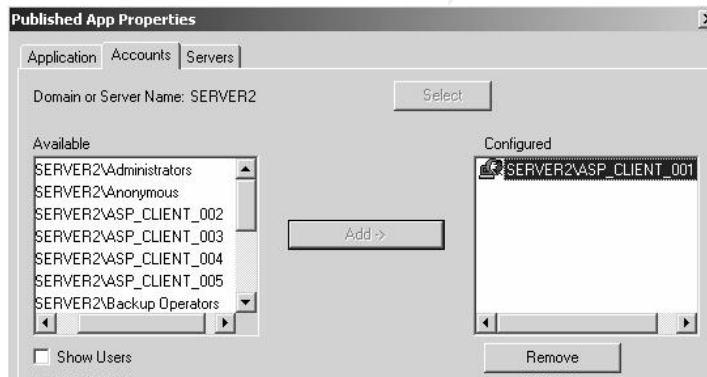 Published App Properties
Application Accounts Servers
Domain or Server Name: SERVER2
Select
Available
Configured
SERVER2\Administrators
SERVER2\Anonymous
SERVER2\ASP_CLIENT_002
SERVER2\ASP_CLIENT_003
SERVER2\ASP_CLIENT_004
SERVER2\ASP_CLIENT_005
SERVER2\Backup Operators
Add ->
SERVER2\ASP_CLIENT_001
Show Users
Remove